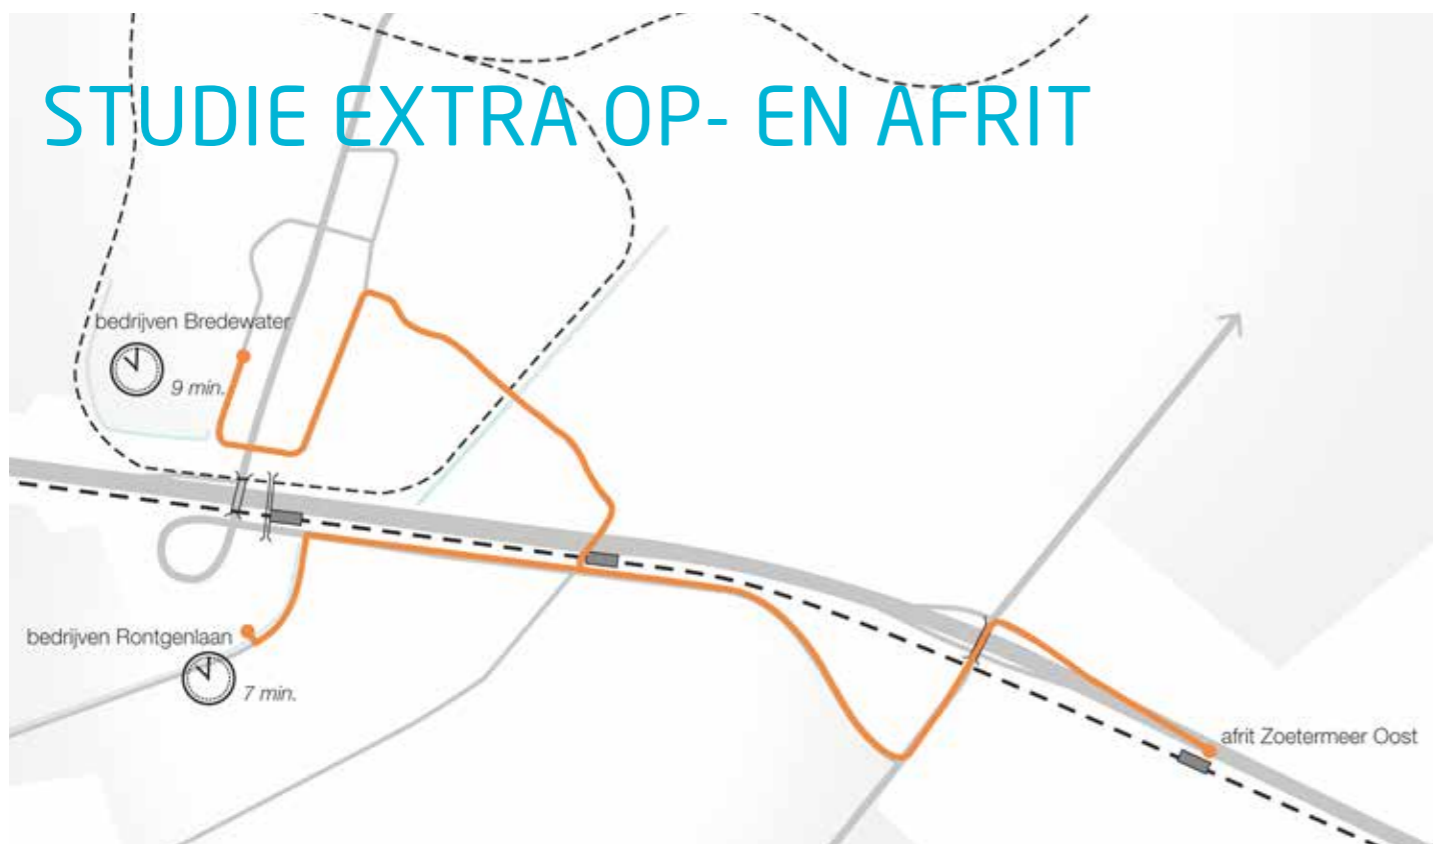 STUDIE EXTRA OP- EN AFRIT
bedrijven Bredewater
9 min.
bedrijven Rontgenlaan
7 min.
afrit Zoetermeer Oost